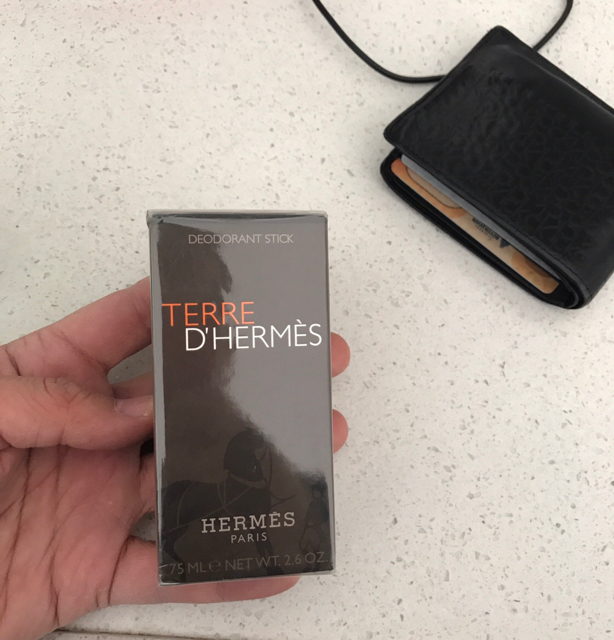 DEODORANT STICK
TERRE
D'HERMÈS
HERMÈS
PARIS
75 ML ℮ NET WT. 2.6 OZ